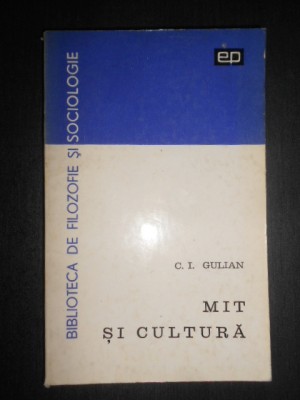 ep
BIBLIOTECA DE FILOZOFIE ȘI SOCIOLOGIE
C. I. GULIAN
MIT
ȘI CULTURĂ